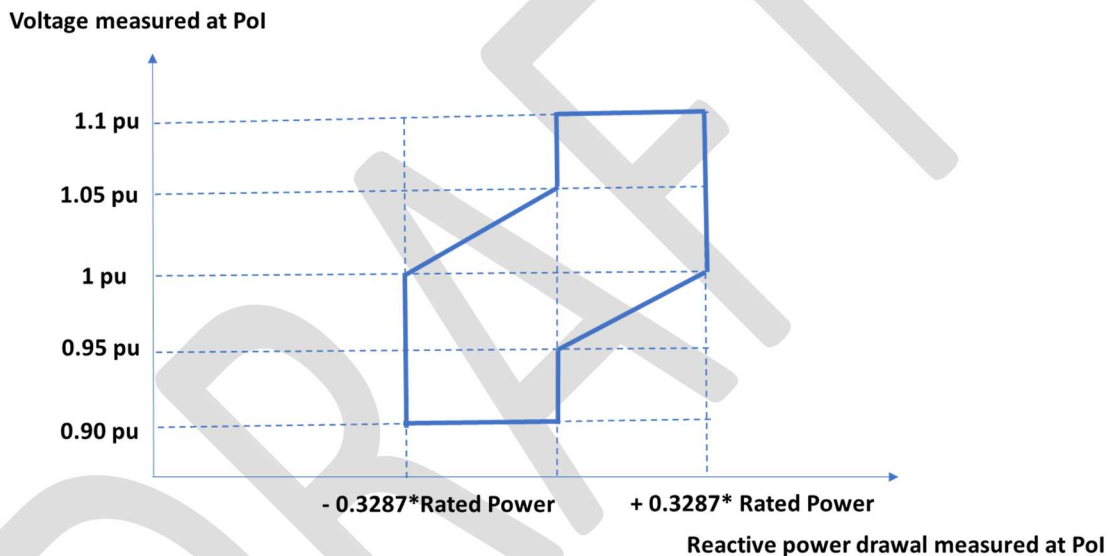 Voltage measured at PoI
1.1 pu
1.05 pu
1 pu
0.95 pu
0.90 pu
- 0.3287*Rated Power
+ 0.3287* Rated Power
Reactive power drawal measured at PoI
DRAFT